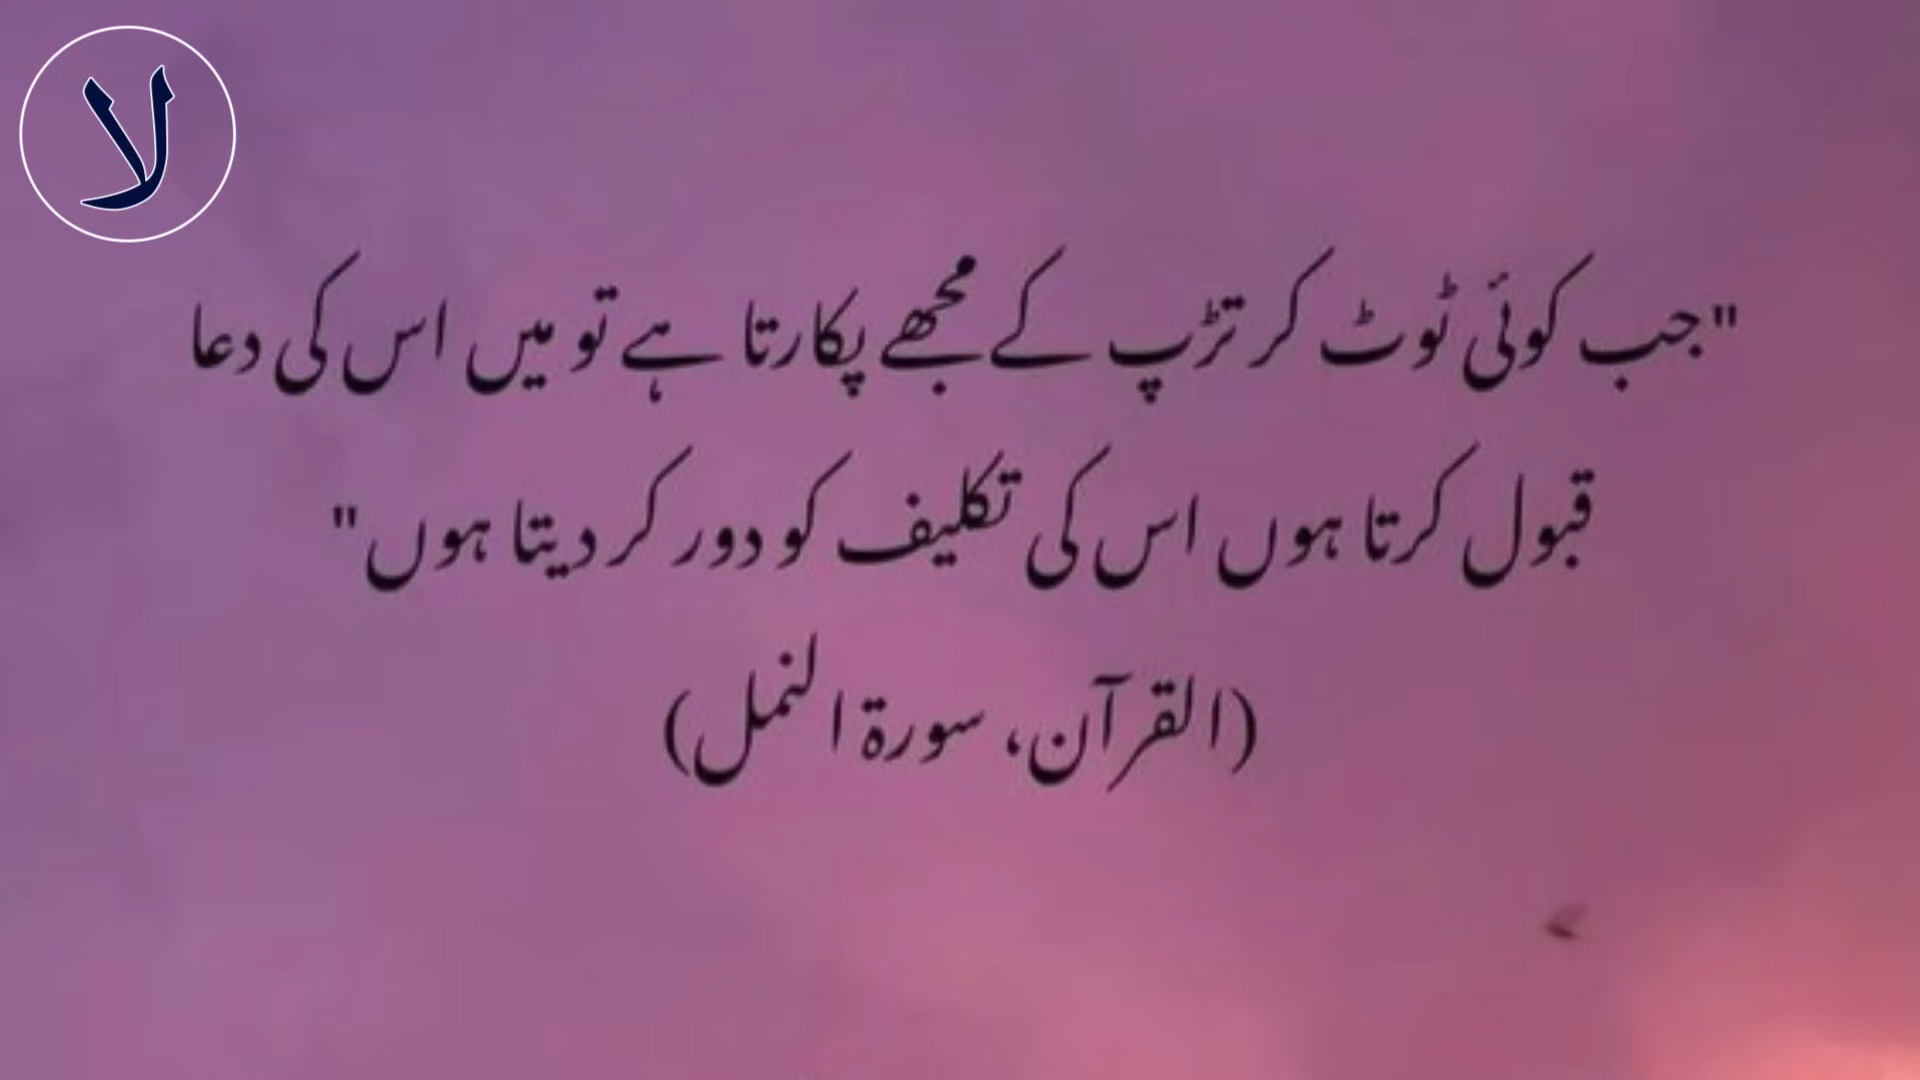 لا
"جب کوئی ٹوٹ کر تڑپ کے مجھے پکارتا ہے تو میں اس کی دعا
قبول کرتا ہوں اس کی تکلیف کو دور کر دیتا ہوں"
(القرآن، سورۃ النمل)